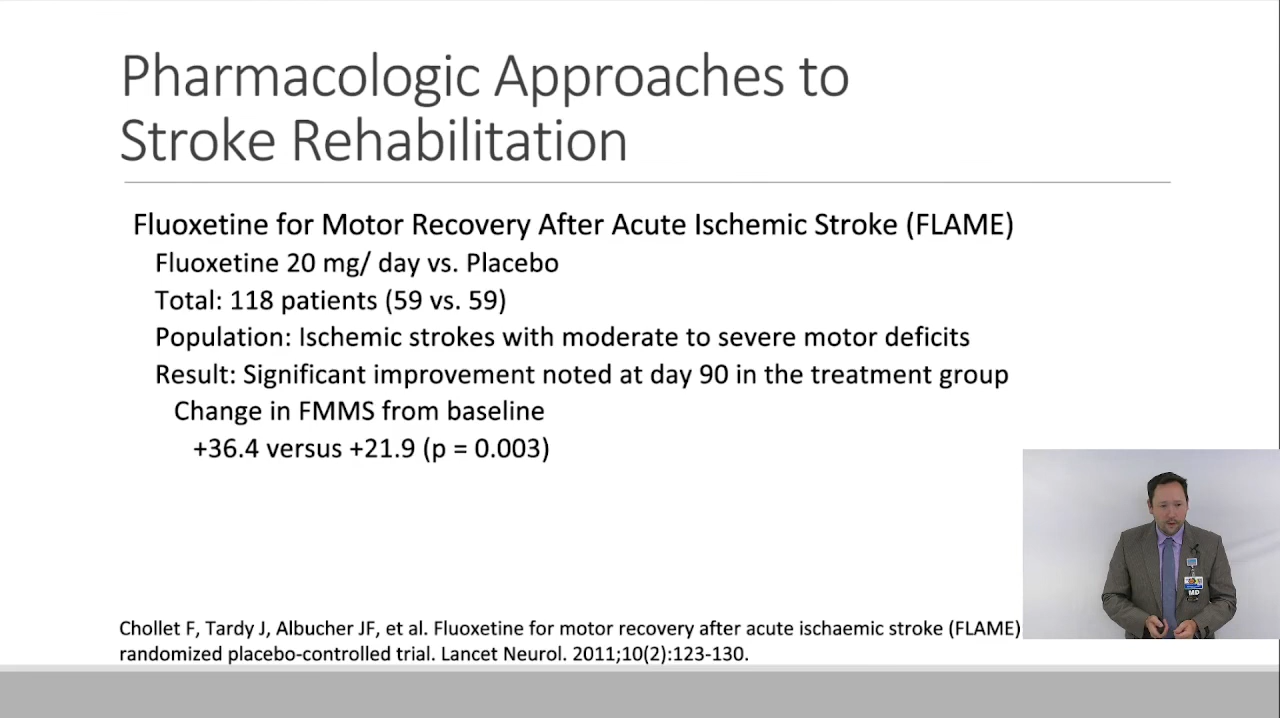 Pharmacologic Approaches to
Stroke Rehabilitation
Fluoxetine for Motor Recovery After Acute Ischemic Stroke (FLAME)
Fluoxetine 20 mg/ day vs. Placebo
Total: 118 patients (59 vs. 59)
Population: Ischemic strokes with moderate to severe motor deficits
Result: Significant improvement noted at day 90 in the treatment group
Change in FMMS from baseline
+36.4 versus +21.9 (p = 0.003)
MD
Chollet F, Tardy J, Albucher JF, et al. Fluoxetine for motor recovery after acute ischaemic stroke (FLAME)
randomized placebo-controlled trial. Lancet Neurol. 2011;10(2):123-130.